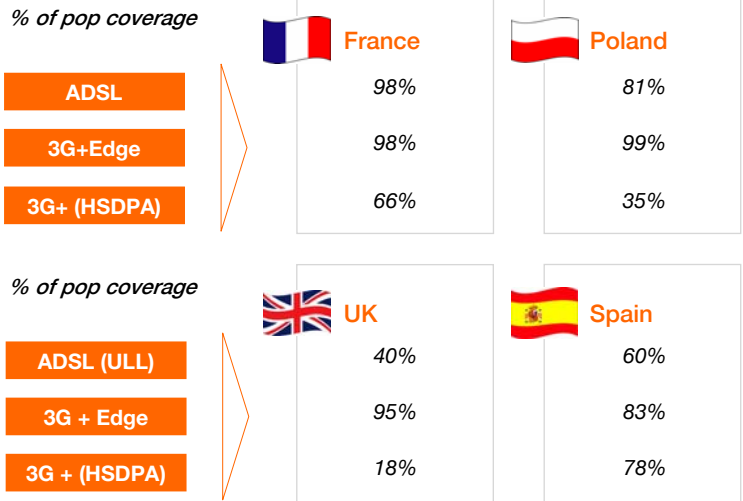 % of pop coverage
France Poland
ADSL 98% 81%
3G+Edge 98% 99%
3G+ (HSDPA) 66% 35%
% of pop coverage
UK Spain
ADSL (ULL) 40% 60%
3G + Edge 95% 83%
3G + (HSDPA) 18% 78%